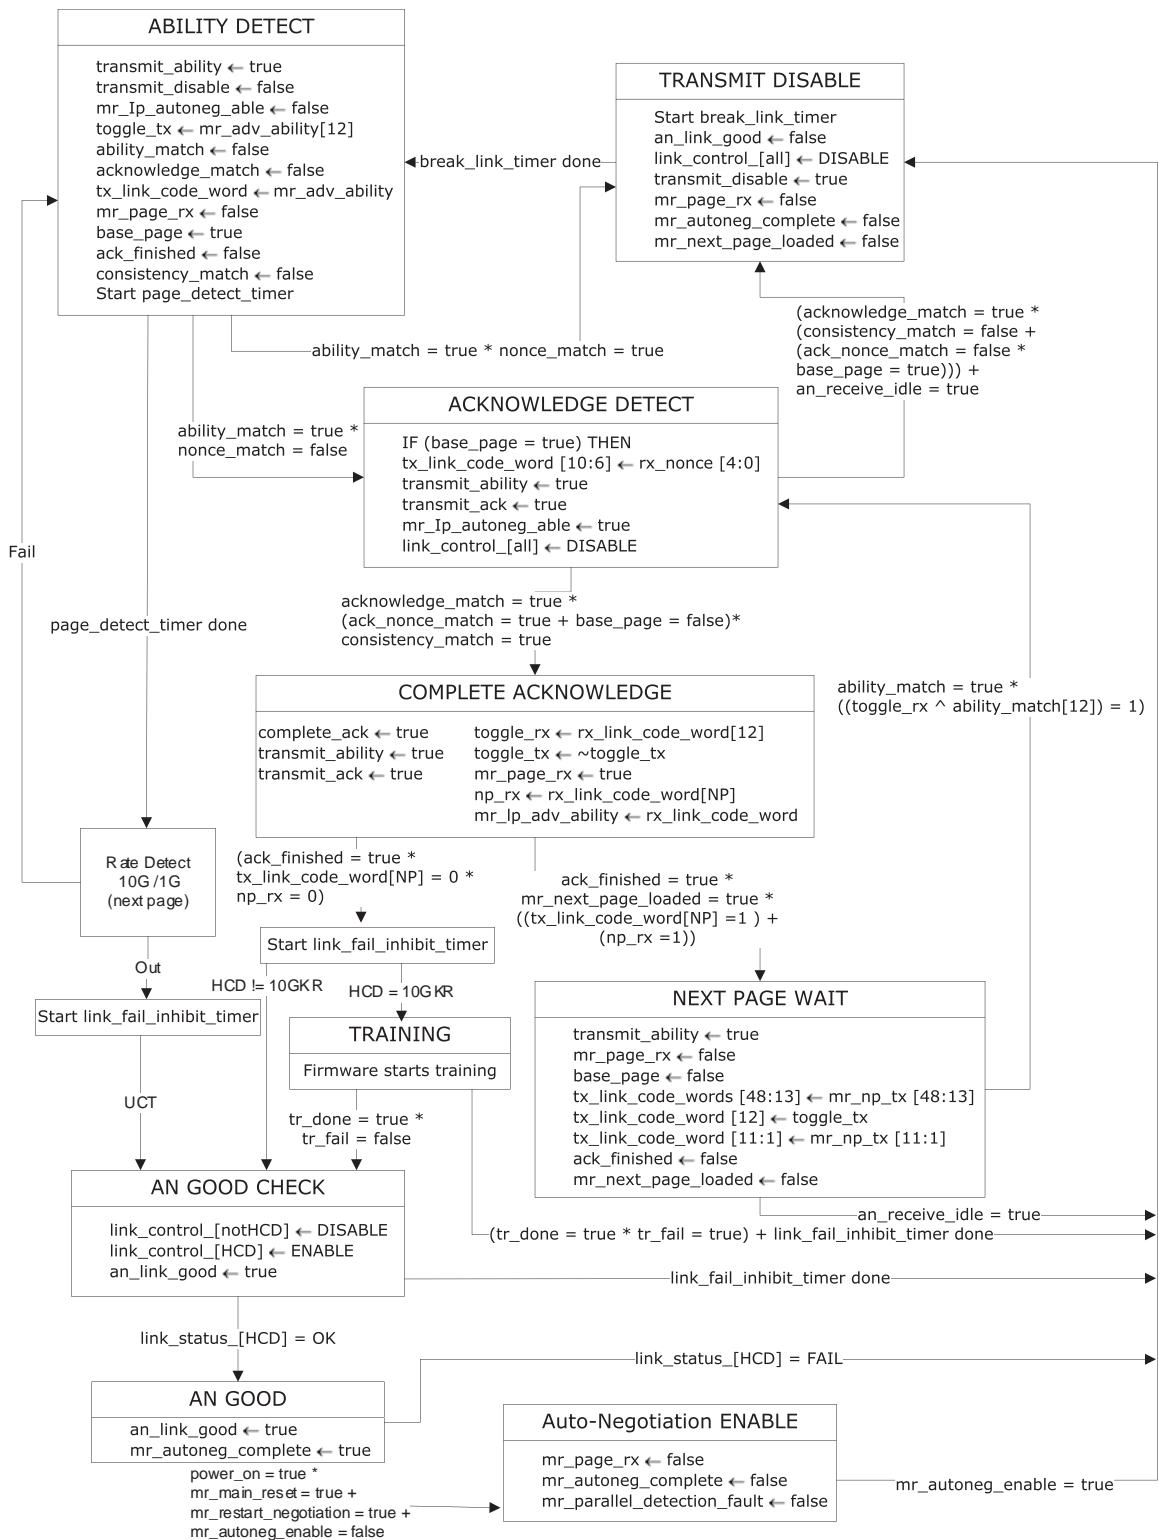 ABILITY DETECT
transmit_ability ← true
transmit_disable ← false
mr_Ip_autoneg_able ← false
toggle_tx ← mr_adv_ability[12]
ability_match ← false
acknowledge_match ← false
tx_link_code_word ← mr_adv_ability
mr_page_rx ← false
base_page ← true
ack_finished ← false
consistency_match ← false
Start page_detect_timer
TRANSMIT DISABLE
Start break_link_timer
an_link_good ← false
link_control_[all] ← DISABLE
transmit_disable ← true
mr_page_rx ← false
mr_autoneg_complete ← false
mr_next_page_loaded ← false
break_link_timer done
ability_match = true * nonce_match = true
(acknowledge_match = true *
(consistency_match = false +
(ack_nonce_match = false *
base_page = true))) +
an_receive_idle = true
ability_match = true *
nonce_match = false
ACKNOWLEDGE DETECT
IF (base_page = true) THEN
tx_link_code_word [10:6] ← rx_nonce [4:0]
transmit_ability ← true
transmit_ack ← true
mr_Ip_autoneg_able ← true
link_control_[all] ← DISABLE
Fail
page_detect_timer done
acknowledge_match = true *
(ack_nonce_match = true + base_page = false)*
consistency_match = true
ability_match = true *
((toggle_rx ^ ability_match[12]) = 1)
COMPLETE ACKNOWLEDGE
complete_ack ← true
transmit_ability ← true
transmit_ack ← true
toggle_rx ← rx_link_code_word[12]
toggle_tx ← ~toggle_tx
mr_page_rx ← true
np_rx ← rx_link_code_word[NP]
mr_lp_adv_ability ← rx_link_code_word
Rate Detect
10G /1G
(next page)
(ack_finished = true *
tx_link_code_word[NP] = 0 *
np_rx = 0)
ack_finished = true *
mr_next_page_loaded = true *
((tx_link_code_word[NP] =1 ) +
(np_rx =1))
Start link_fail_inhibit_timer
Out
HCD != 10GKR
HCD = 10GKR
Start link_fail_inhibit_timer
TRAINING
Firmware starts training
NEXT PAGE WAIT
transmit_ability ← true
mr_page_rx ← false
base_page ← false
tx_link_code_words [48:13] ← mr_np_tx [48:13]
tx_link_code_word [12] ← toggle_tx
tx_link_code_word [11:1] ← mr_np_tx [11:1]
ack_finished ← false
mr_next_page_loaded ← false
UCT
tr_done = true *
tr_fail = false
AN GOOD CHECK
link_control_[notHCD] ← DISABLE
link_control_[HCD] ← ENABLE
an_link_good ← true
an_receive_idle = true
(tr_done = true * tr_fail = true) + link_fail_inhibit_timer done
link_fail_inhibit_timer done
link_status_[HCD] = OK
link_status_[HCD] = FAIL
AN GOOD
an_link_good ← true
mr_autoneg_complete ← true
power_on = true *
mr_main_reset = true +
mr_restart_negotiation = true +
mr_autoneg_enable = false
Auto-Negotiation ENABLE
mr_page_rx ← false
mr_autoneg_complete ← false
mr_parallel_detection_fault ← false
mr_autoneg_enable = true